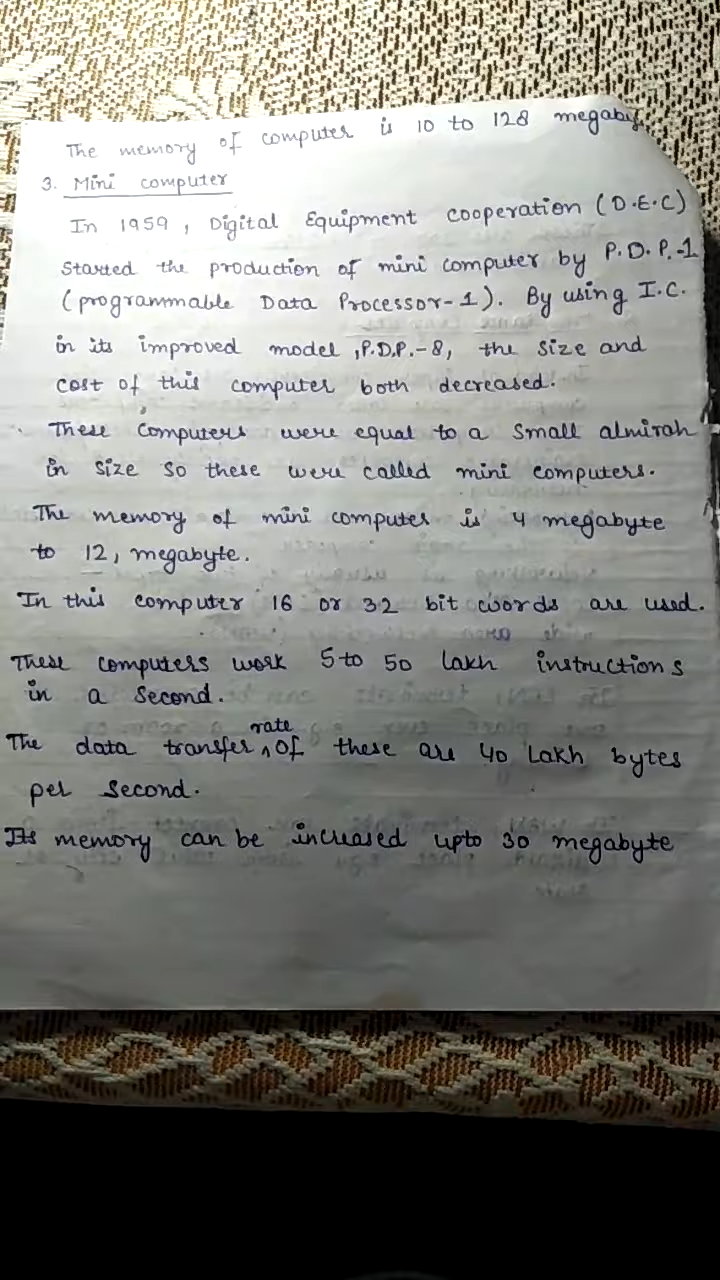 The memory of computer is 10 to 128 megaby
3. Mini computer
In 1959, Digital Equipment cooperation (D.E.C)
Started the production of mini computer by P.D.P.-1
(programmable Data Processor-1). By using I.C.
in its improved model, P.D.P.-8, the size and
cost of this computer both decreased.
These Computers were equal to a small almirah
in size so these were called mini computers.
The memory of mini computer is 4 megabyte
to 12, megabyte.
In this computer 16 or 32 bit words are used.
These computers work 5 to 50 lakh instructions
in a second.
The data transfer rate of these are 40 Lakh bytes
per second.
Its memory can be increased upto 30 megabyte